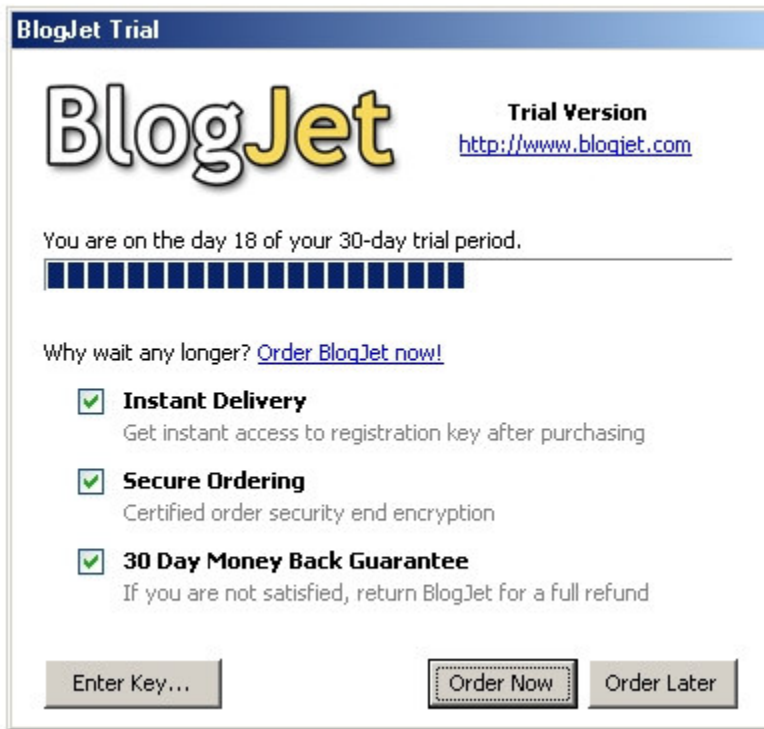 BlogJet Trial
BlogJet
Trial Version
http://www.blogjet.com
You are on the day 18 of your 30-day trial period.
Why wait any longer? Order BlogJet now!
Instant Delivery
Get instant access to registration key after purchasing
Secure Ordering
Certified order security end encryption
30 Day Money Back Guarantee
If you are not satisfied, return BlogJet for a full refund
Enter Key... Order Now Order Later